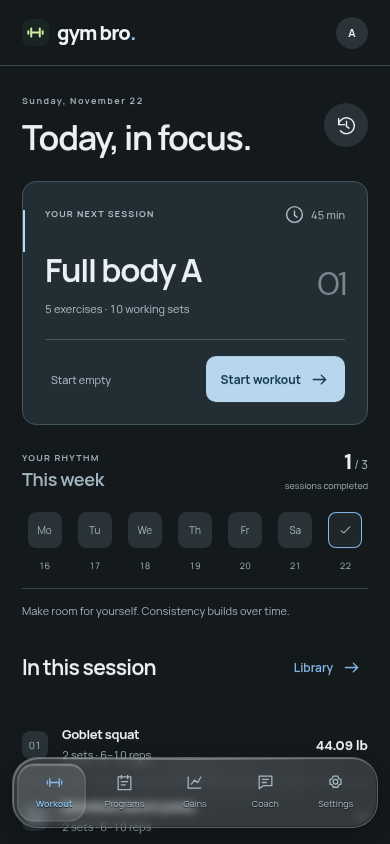 gym bro.
A
Sunday, November 22
Today, in focus.
YOUR NEXT SESSION
45 min
Full body A
01
5 exercises · 10 working sets
Start empty
Start workout
YOUR RHYTHM
This week
1 / 3
sessions completed
Mo Tu We Th Fr Sa
16 17 18 19 20 21 22
Make room for yourself. Consistency builds over time.
In this session
Library
01
Goblet squat
44.09 lb
2 sets · 6–10 reps
Workout Programs Gains Coach Settings
2 sets · 6–10 reps